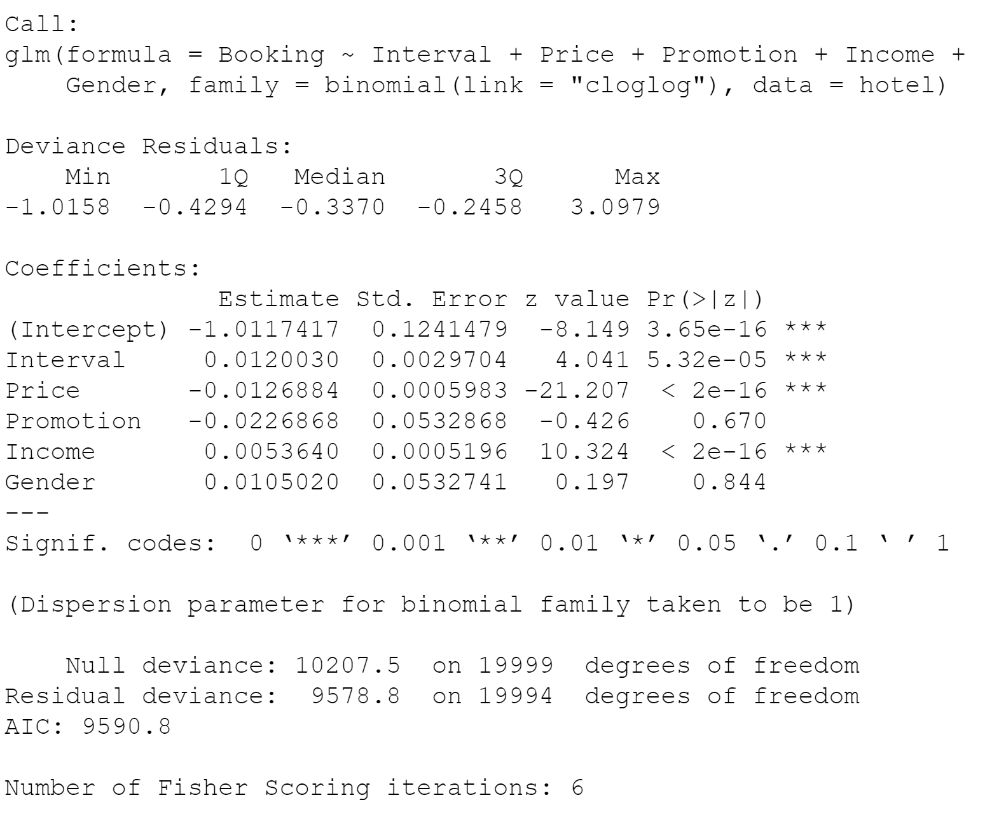 Call:
glm(formula = Booking ~ Interval + Price + Promotion + Income +
    Gender, family = binomial(link = "cloglog"), data = hotel)

Deviance Residuals:
    Min       1Q   Median       3Q      Max
-1.0158  -0.4294  -0.3370  -0.2458   3.0979

Coefficients:
              Estimate Std. Error z value Pr(>|z|)
(Intercept) -1.0117417  0.1241479  -8.149 3.65e-16 ***
Interval     0.0120030  0.0029704   4.041 5.32e-05 ***
Price       -0.0126884  0.0005983 -21.207  < 2e-16 ***
Promotion   -0.0226868  0.0532868  -0.426    0.670
Income       0.0053640  0.0005196  10.324  < 2e-16 ***
Gender       0.0105020  0.0532741   0.197    0.844
---
Signif. codes:  0 ‘***’ 0.001 ‘**’ 0.01 ‘*’ 0.05 ‘.’ 0.1 ‘ ’ 1

(Dispersion parameter for binomial family taken to be 1)

    Null deviance: 10207.5  on 19999  degrees of freedom
Residual deviance:  9578.8  on 19994  degrees of freedom
AIC: 9590.8

Number of Fisher Scoring iterations: 6